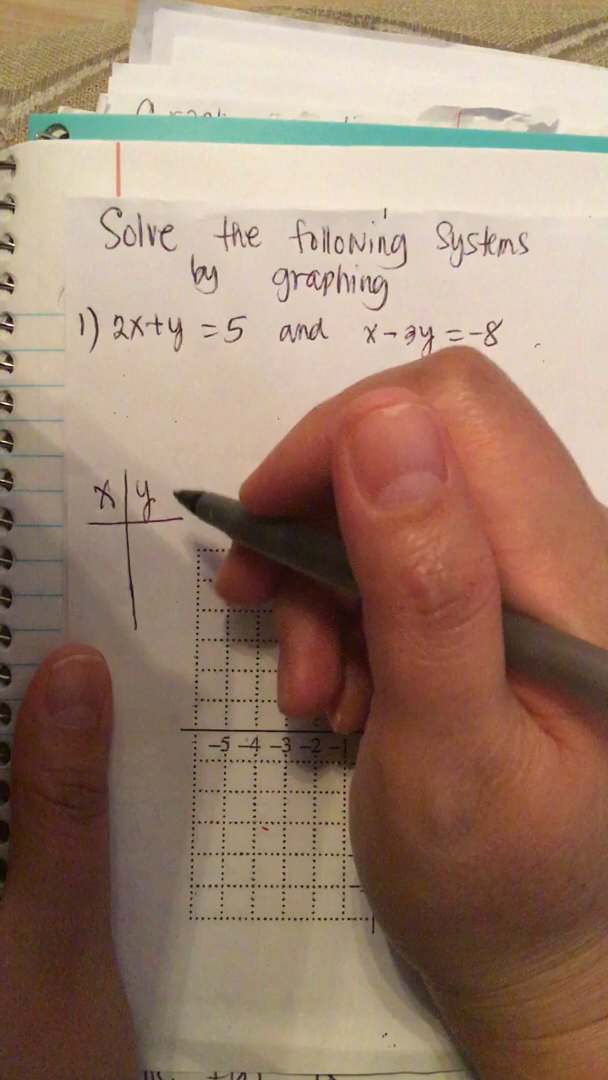 Solve the following systems
by graphing
1) 2x+y = 5 and x-3y = -8
x y
-5 -4 -3 -2 -1